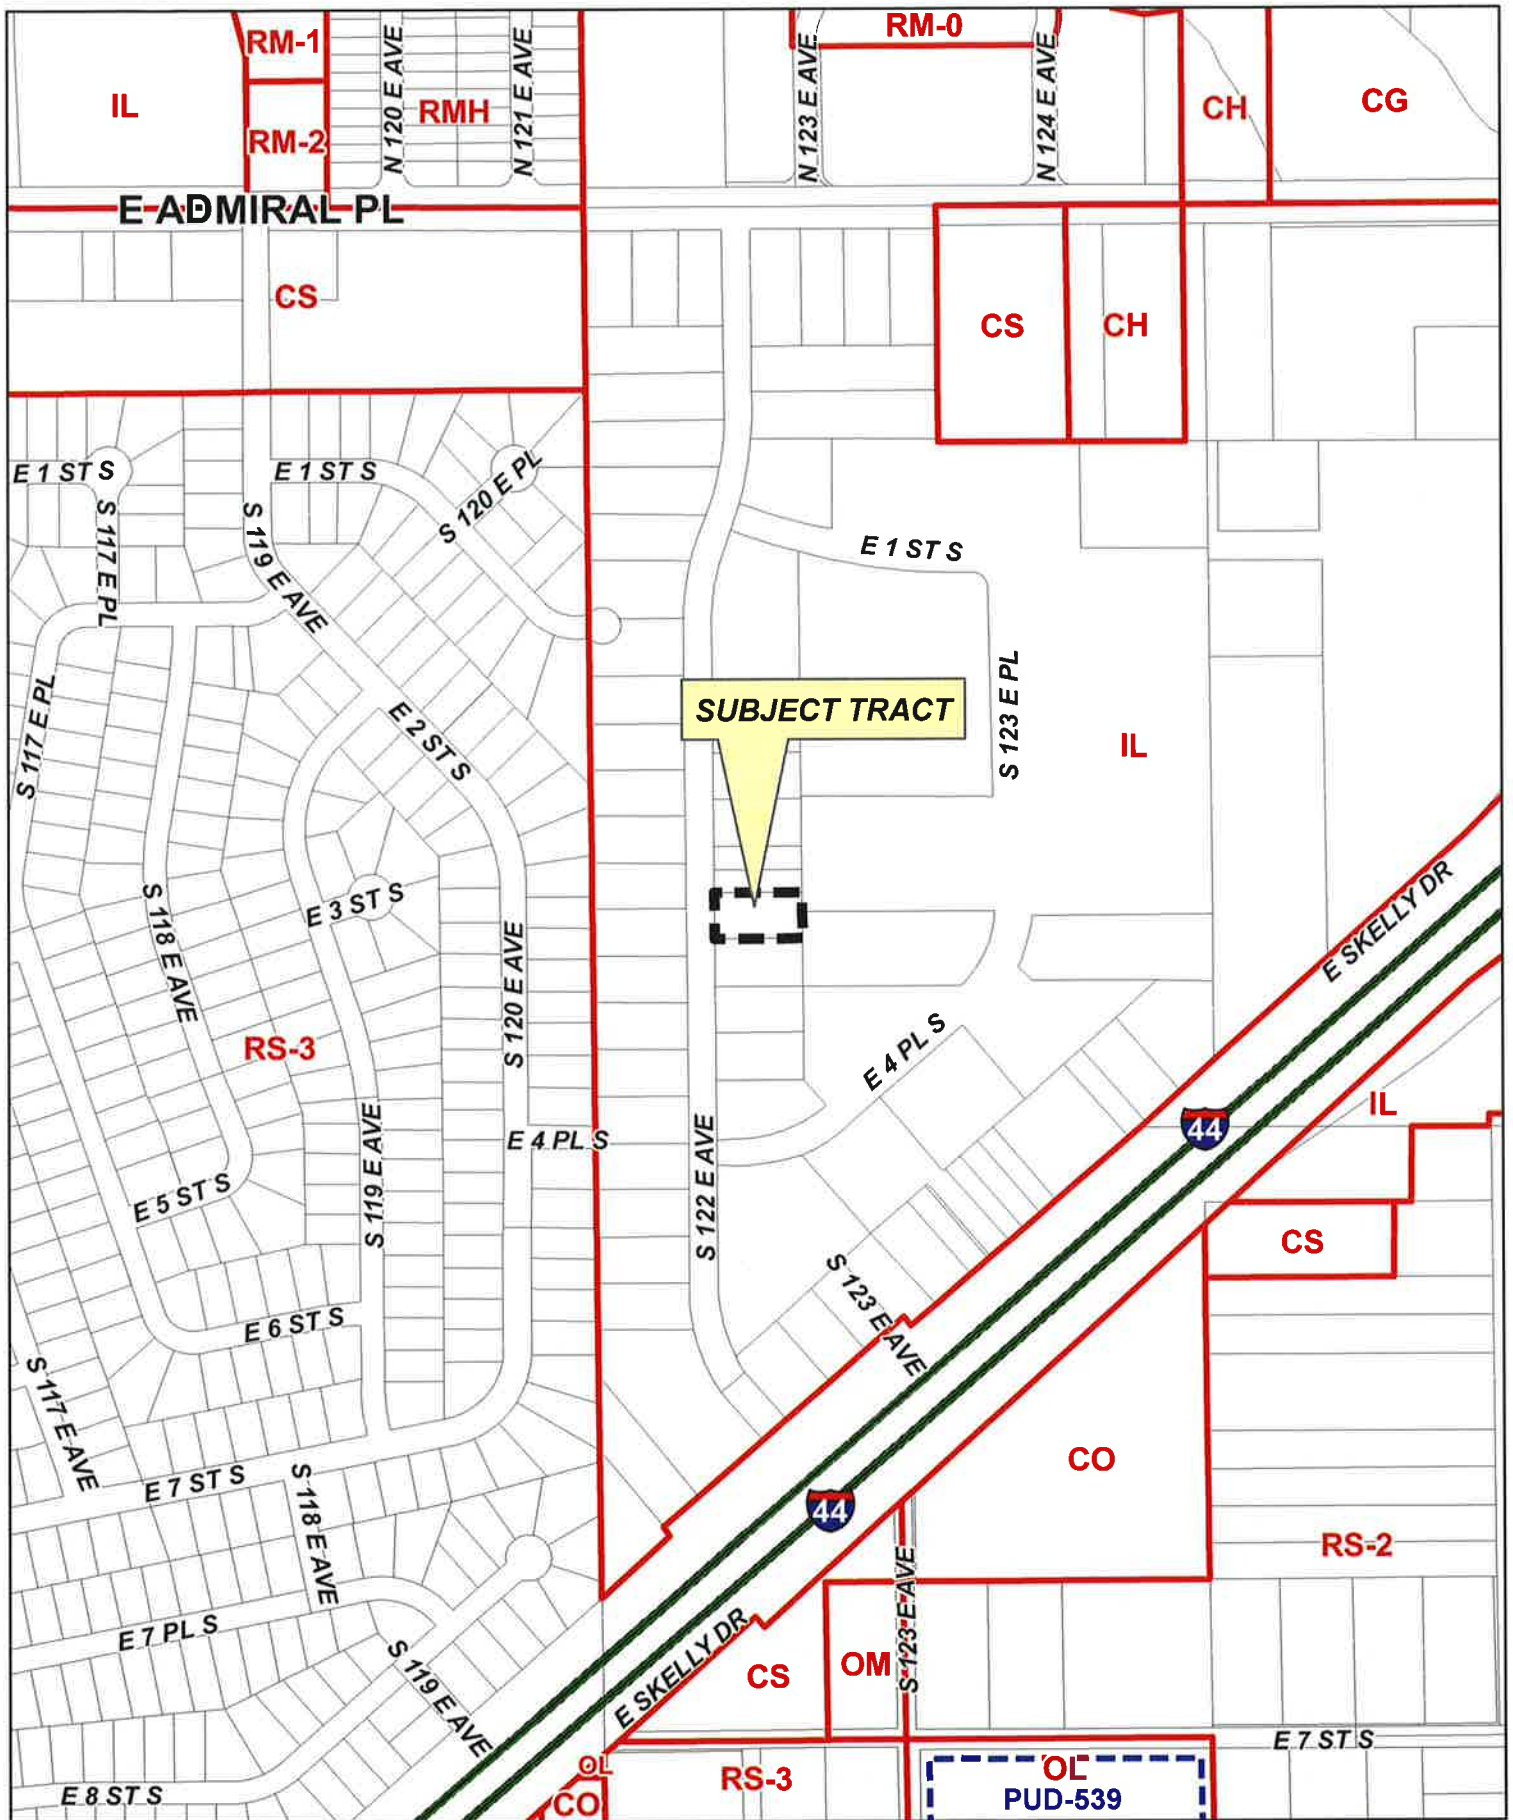 RM-1
RM-0
IL
RM-2
N 120 E AVE
RMH
N 121 E AVE
N 123 E AVE
N 124 E AVE
CH
CG
E ADMIRAL PL
CS
CS
CH
E 1 ST S
E 1 ST S
S 120 E PL
S 117 E PL
S 119 E AVE
E 1 ST S
S 117 E PL
E 2 ST S
SUBJECT TRACT
S 123 E PL
IL
S 118 E AVE
E 3 ST S
S 120 E AVE
E SKELLY DR
RS-3
E 4 PL S
IL
44
S 119 E AVE
E 4 PL S
S 122 E AVE
E 5 ST S
CS
S 123 E AVE
E 6 ST S
S 117 E AVE
CO
E 7 ST S
S 118 E AVE
44
RS-2
E 7 PL S
S 119 E AVE
E SKELLY DR
CS
OM
S 123 E AVE
E 7 ST S
OL
RS-3
OL
E 8 ST S
CO
PUD-539